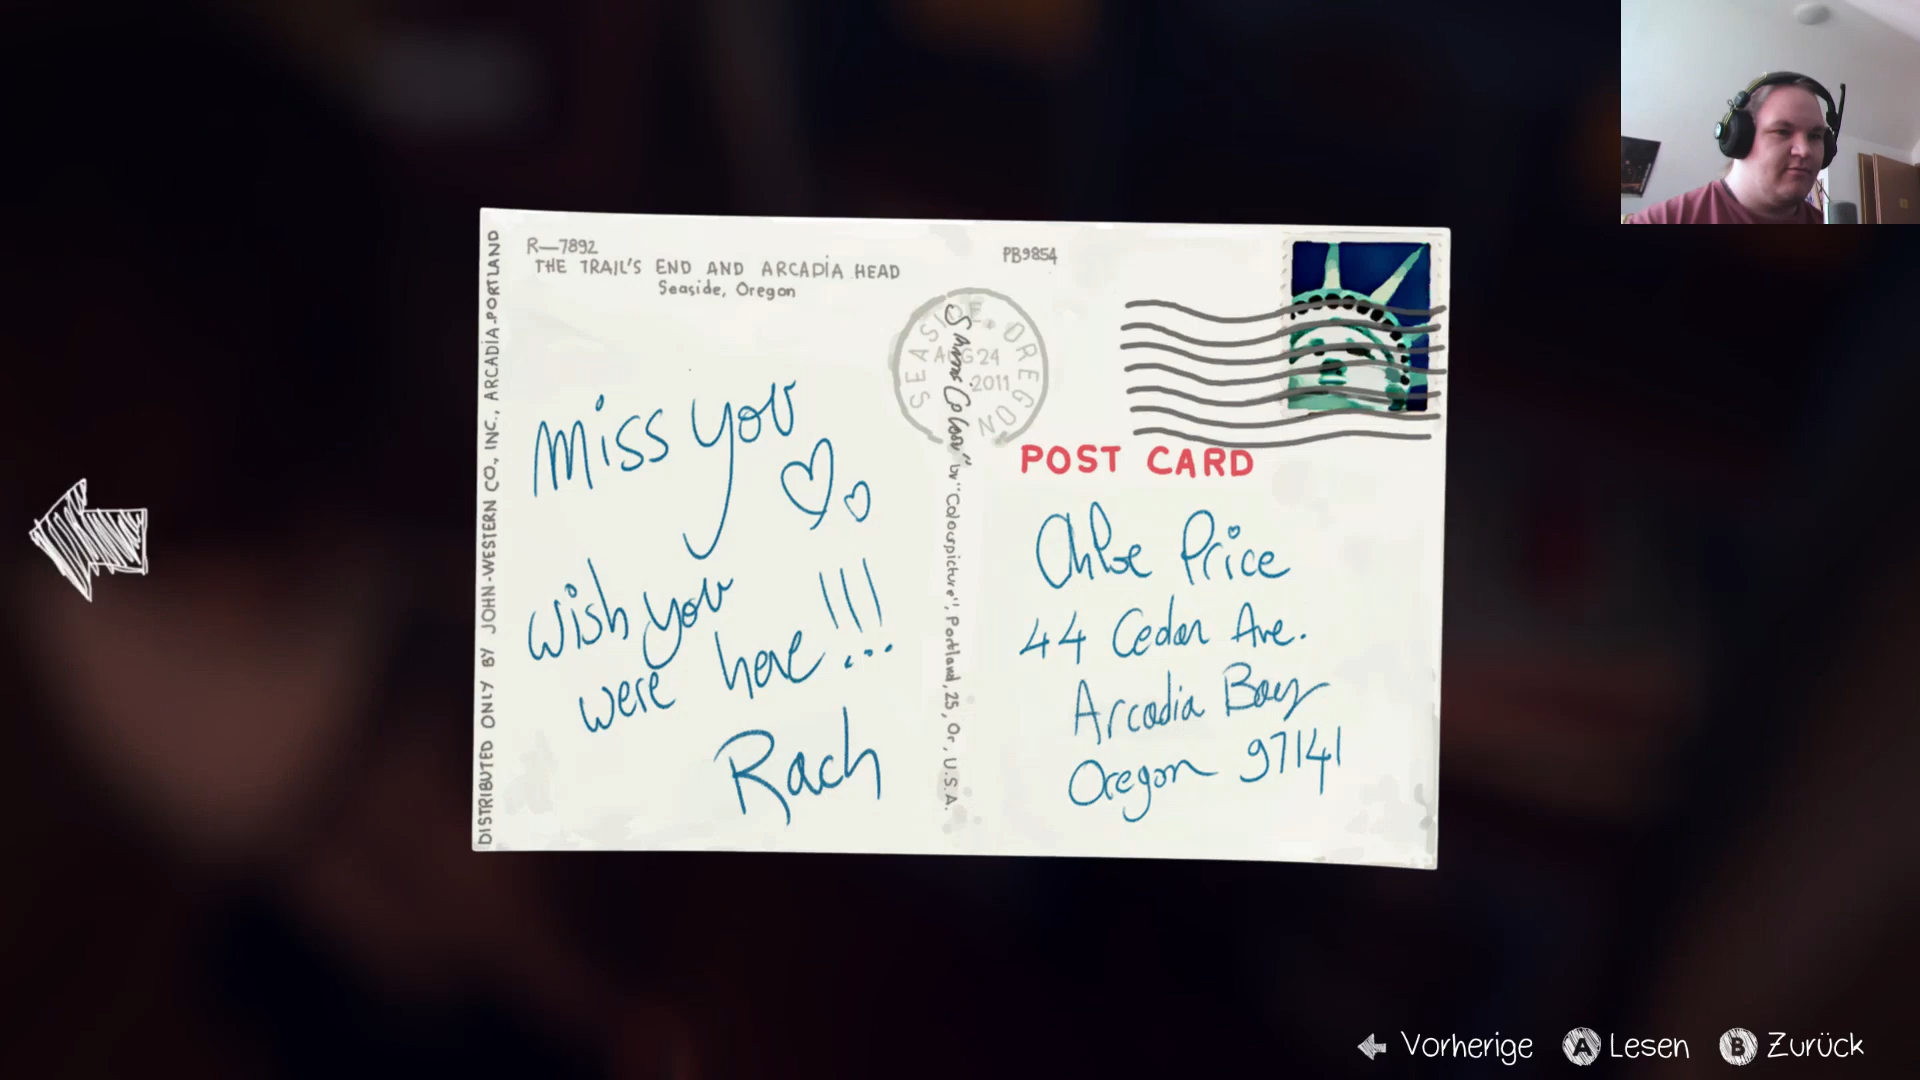 R—7892
THE TRAIL'S END AND ARCADIA HEAD
Seaside, Oregon
PB9854
DISTRIBUTED ONLY BY JOHN-WESTERN CO., INC., ARCADIA-PORTLAND
SEASIDE, OREGON
AUG 24
2011
by "Colourpicture", Portland, 25, Or, U.S.A.
POST CARD
Miss you
wish you
were here!!!
Rach
Chloe Price
44 Cedar Ave.
Arcadia Bay
Oregon 97141
Vorherige
A Lesen
B Zurück